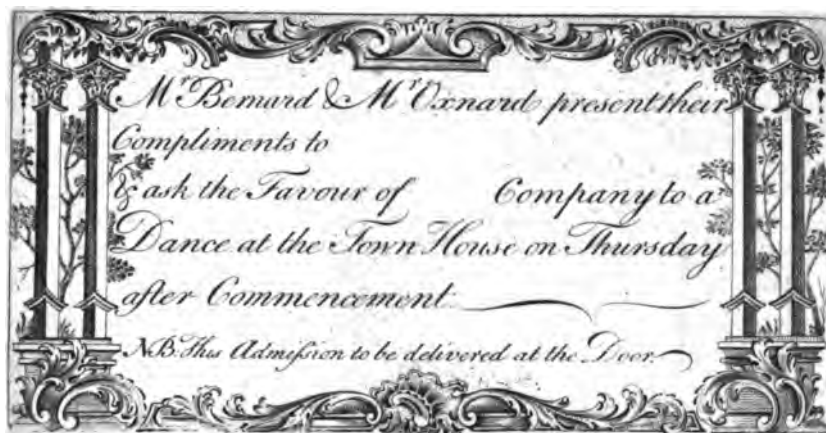 Mr Bernard & Mr Oxnard present their
Compliments to
& ask the Favour of Company to a
Dance at the Town House on Thursday
after Commencement
NB. This Admiſsion to be delivered at the Door.